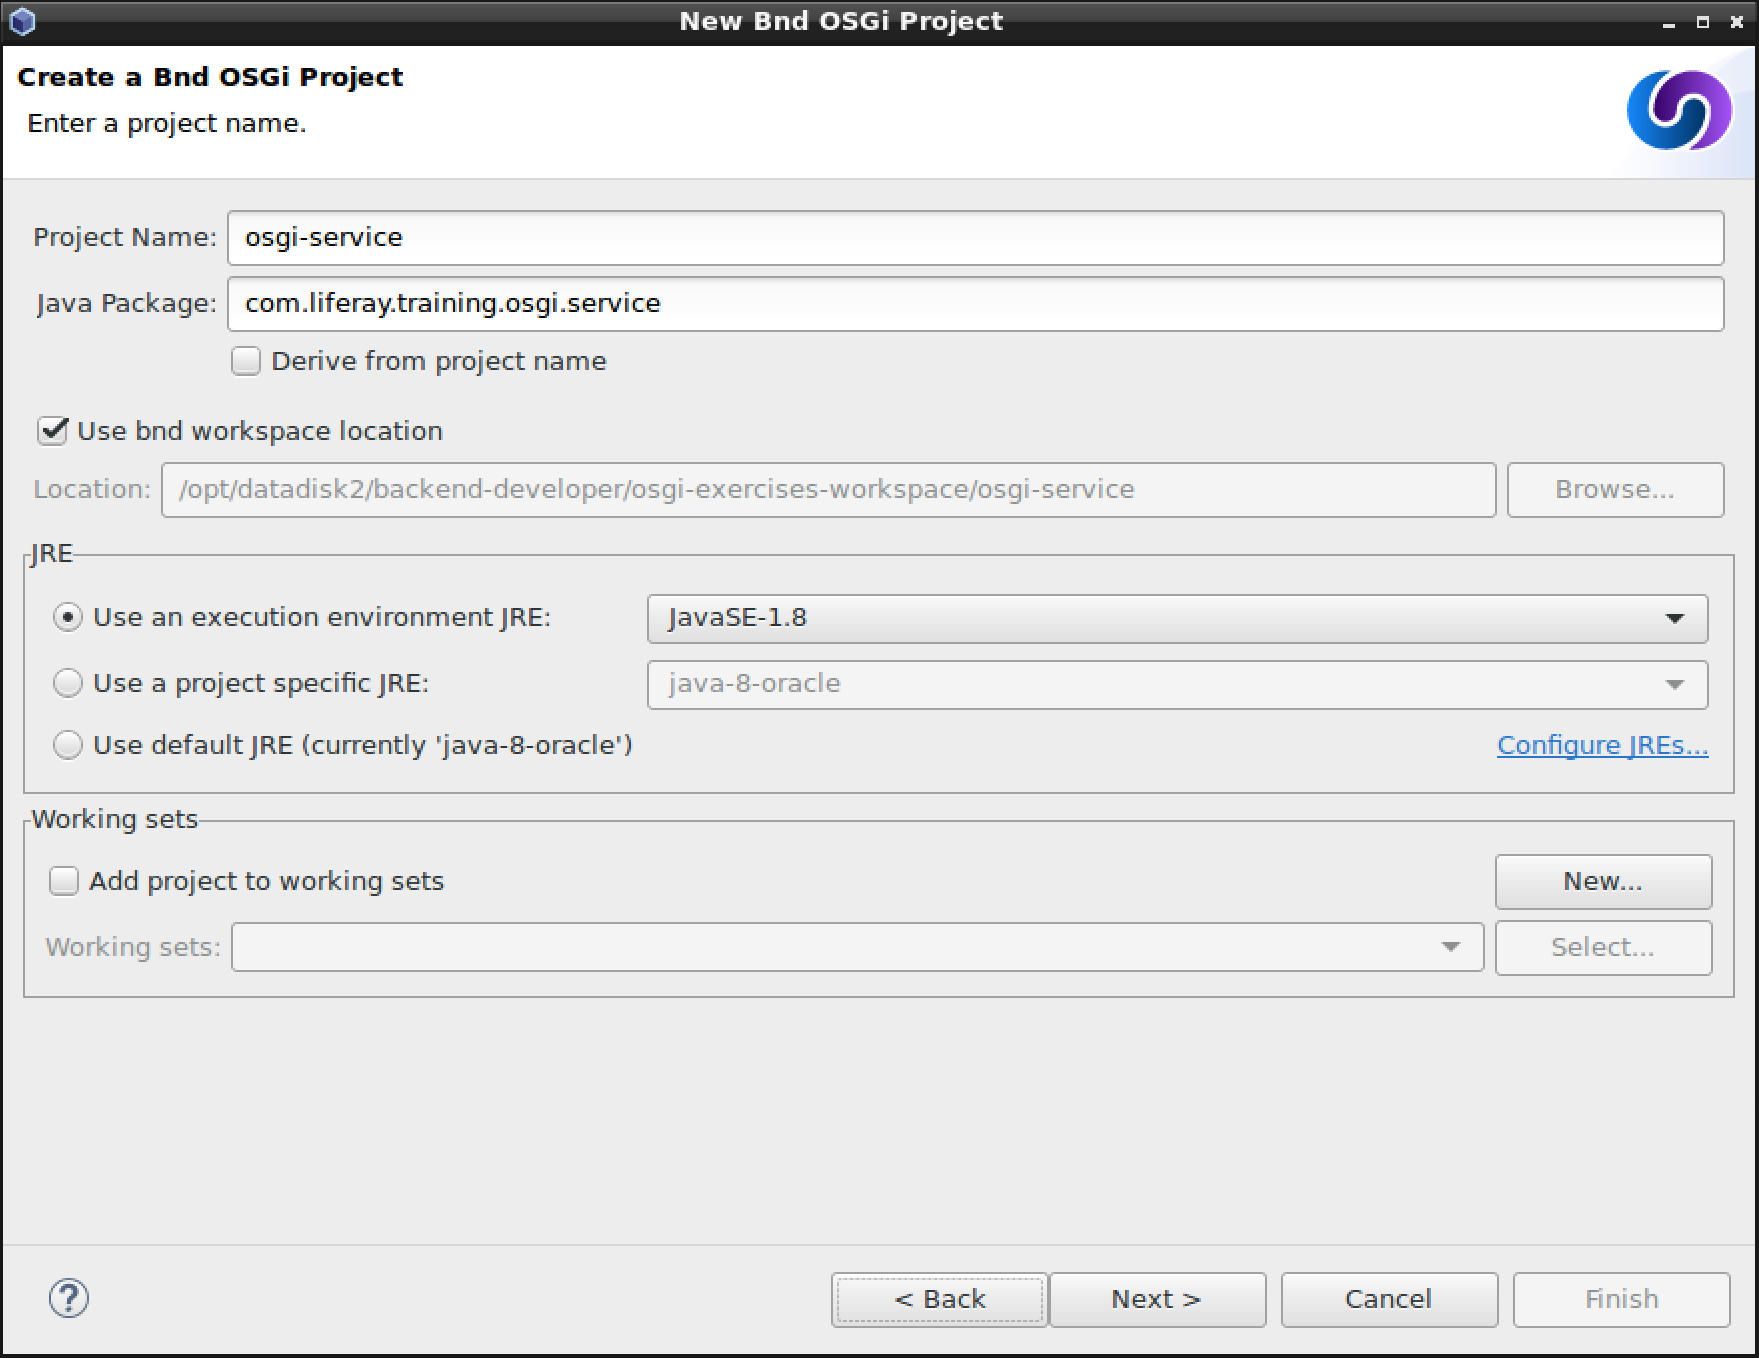 New Bnd OSGi Project
Create a Bnd OSGi Project
Enter a project name.
Project Name: osgi-service
Java Package: com.liferay.training.osgi.service
Derive from project name
Use bnd workspace location
Location: /opt/datadisk2/backend-developer/osgi-exercises-workspace/osgi-service Browse...
JRE
Use an execution environment JRE: JavaSE-1.8
Use a project specific JRE: java-8-oracle
Use default JRE (currently 'java-8-oracle') Configure JREs...
Working sets
Add project to working sets New...
Working sets: Select...
? < Back Next > Cancel Finish